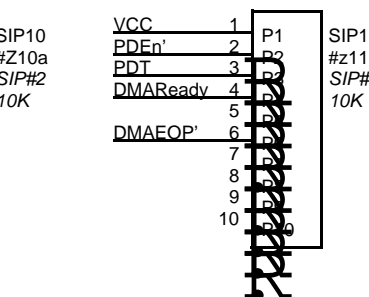 SIP10
#Z10a
SIP#2
10K
VCC 1
PDEn' 2
PDT 3
DMAReady 4
5
DMAEOP' 6
7
8
9
10
P1
P2
SIP1
#z11
SIP#
10K